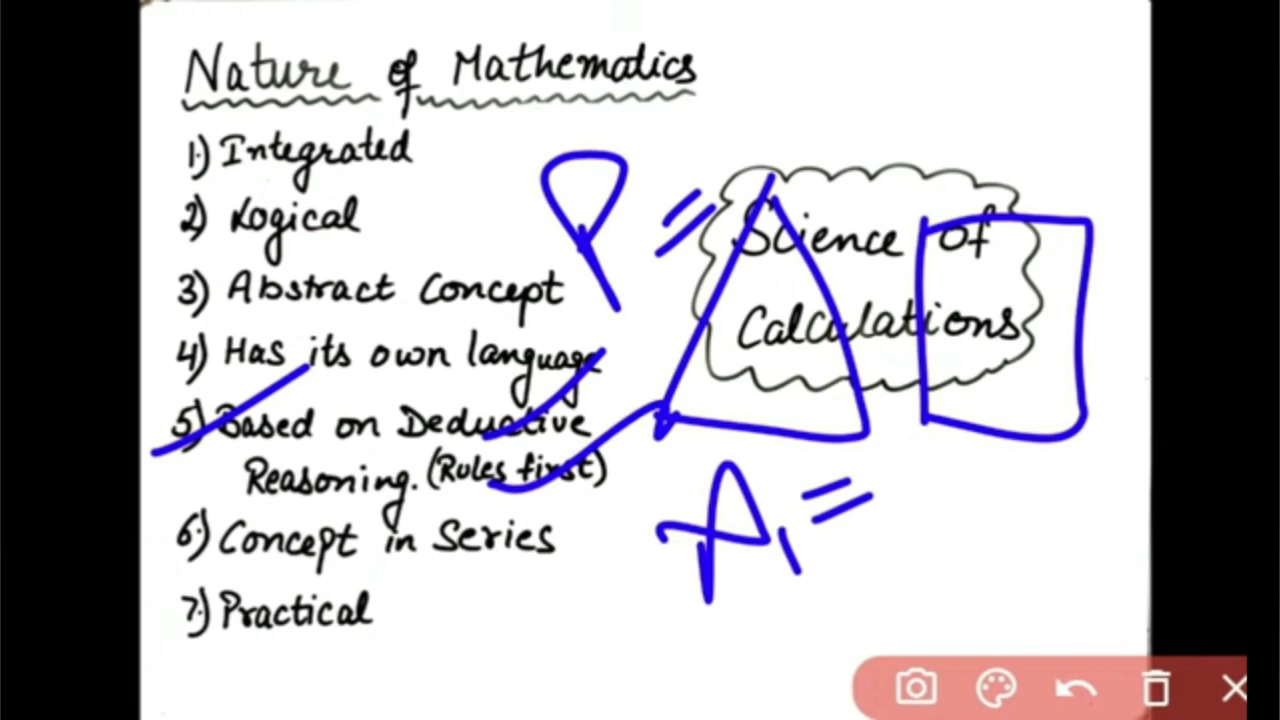 Nature of Mathematics
1.) Integrated
2) Logical
3) Abstract Concept
4) Has its own language
5) Based on Deductive
Reasoning. (Rules first)
6.) Concept in Series
7.) Practical
Science of
Calculations
P =
A, =